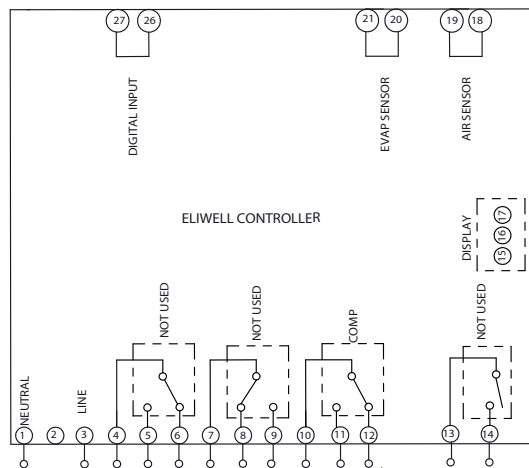 27 26 21 20 19 18
DIGITAL INPUT
EVAP SENSOR
AIR SENSOR
ELIWELL CONTROLLER
DISPLAY
17
16
15
NEUTRAL
LINE
NOT USED
NOT USED
COMP
NOT USED
1 2 3 4 5 6 7 8 9 10 11 12 13 14